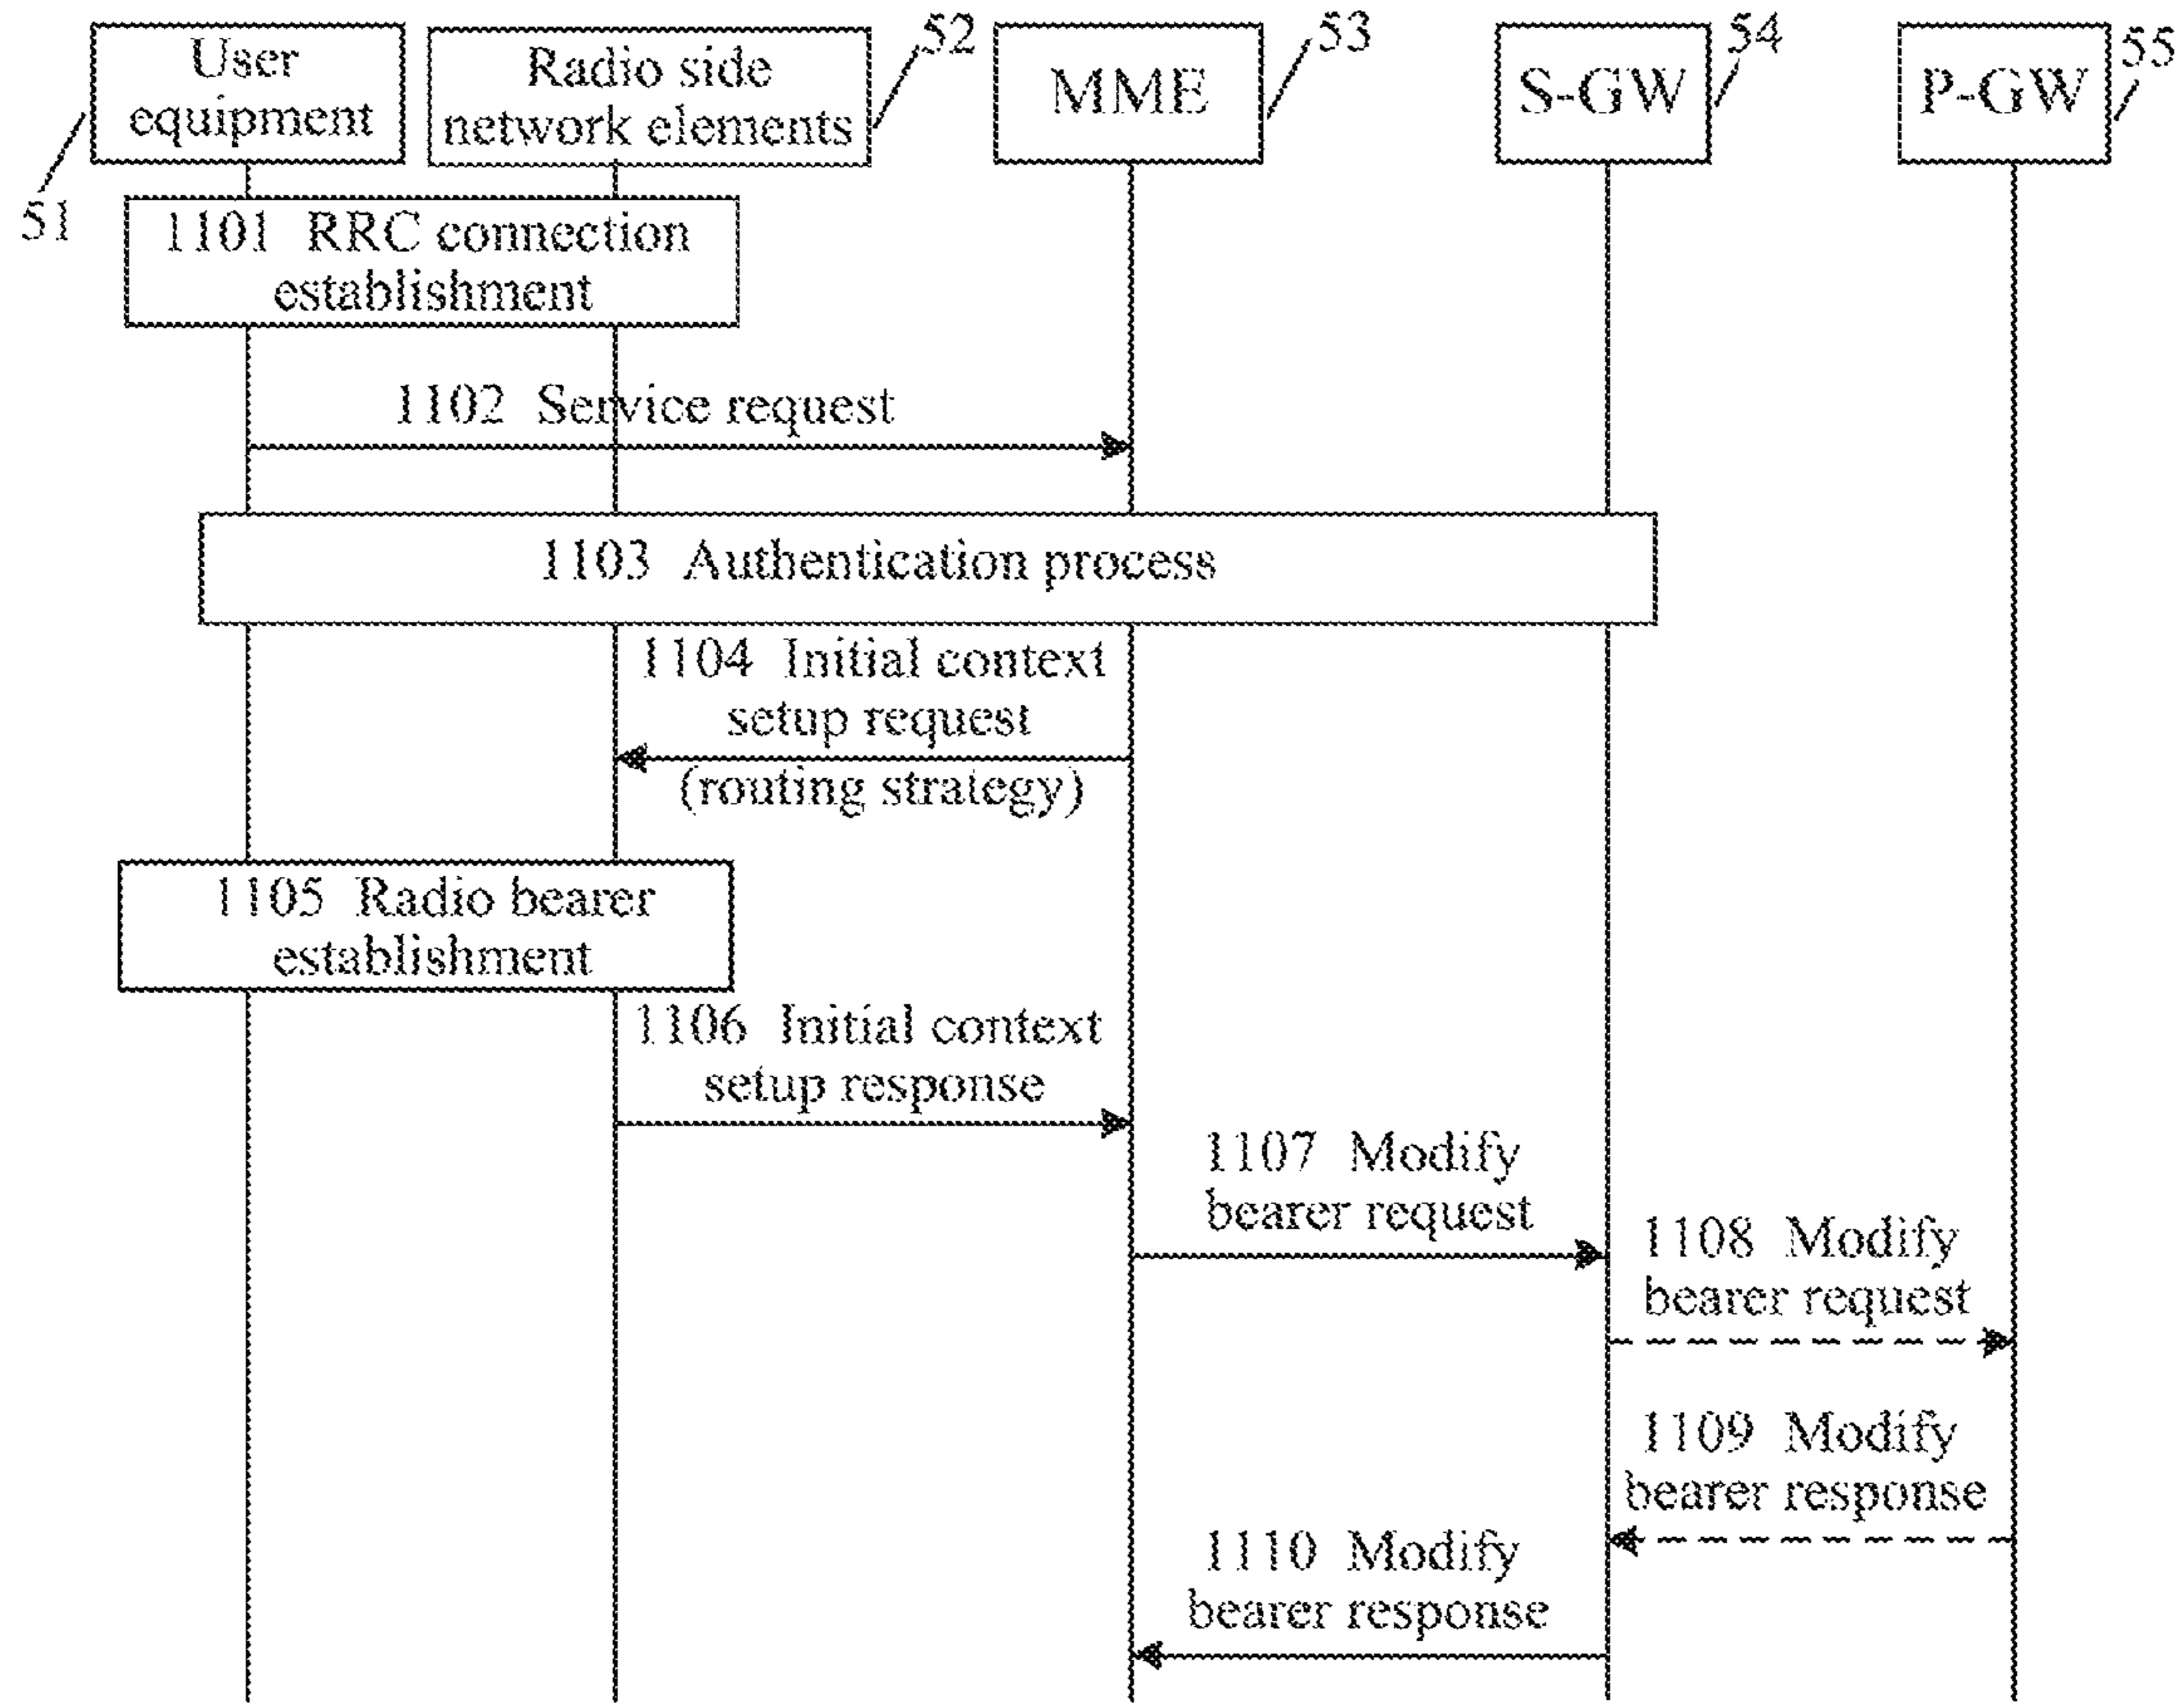 User
equipment
Radio side
network elements
MME
S-GW
P-GW
51
52
53
54
55
1101 RRC connection
establishment
1102 Service request
1103 Authentication process
1104 Initial context
setup request
(routing strategy)
1105 Radio bearer
establishment
1106 Initial context
setup response
1107 Modify
bearer request
1108 Modify
bearer request
1109 Modify
bearer response
1110 Modify
bearer response